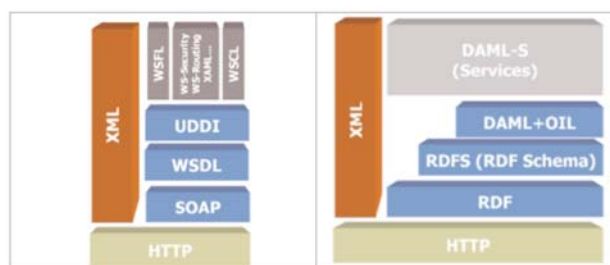 XML
WSFL
WS-Security
WS-Routing
XAML...
WSCL
UDDI
WSDL
SOAP
HTTP
XML
DAML-S
(Services)
DAML+OIL
RDFS (RDF Schema)
RDF
HTTP